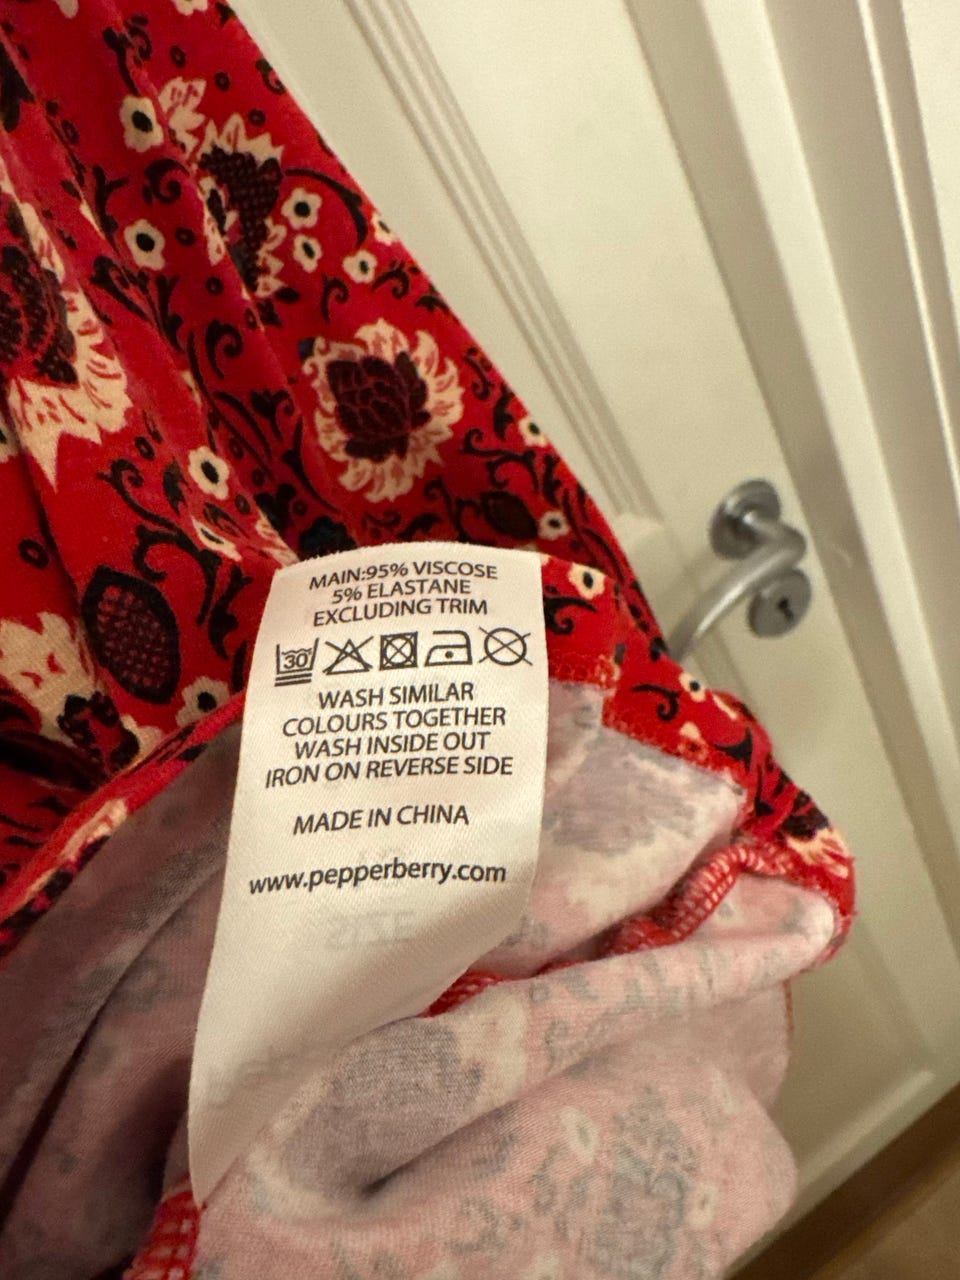 MAIN:95% VISCOSE
5% ELASTANE
EXCLUDING TRIM
30
WASH SIMILAR
COLOURS TOGETHER
WASH INSIDE OUT
IRON ON REVERSE SIDE
MADE IN CHINA
www.pepperberry.com